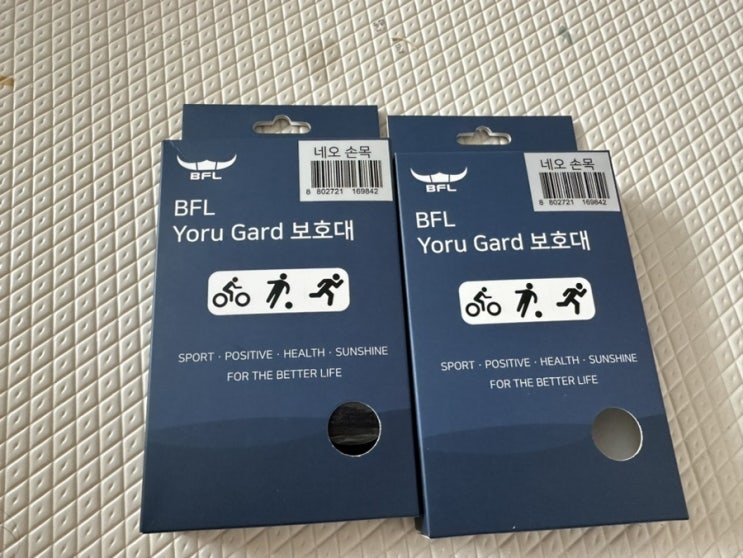 BFL
네오 손목
8 802721 169842
BFL
Yoru Gard 보호대
SPORT · POSITIVE · HEALTH · SUNSHINE
FOR THE BETTER LIFE
BFL
네오 손목
8 802721 169842
BFL
Yoru Gard 보호대
SPORT · POSITIVE · HEALTH · SUNSHINE
FOR THE BETTER LIFE